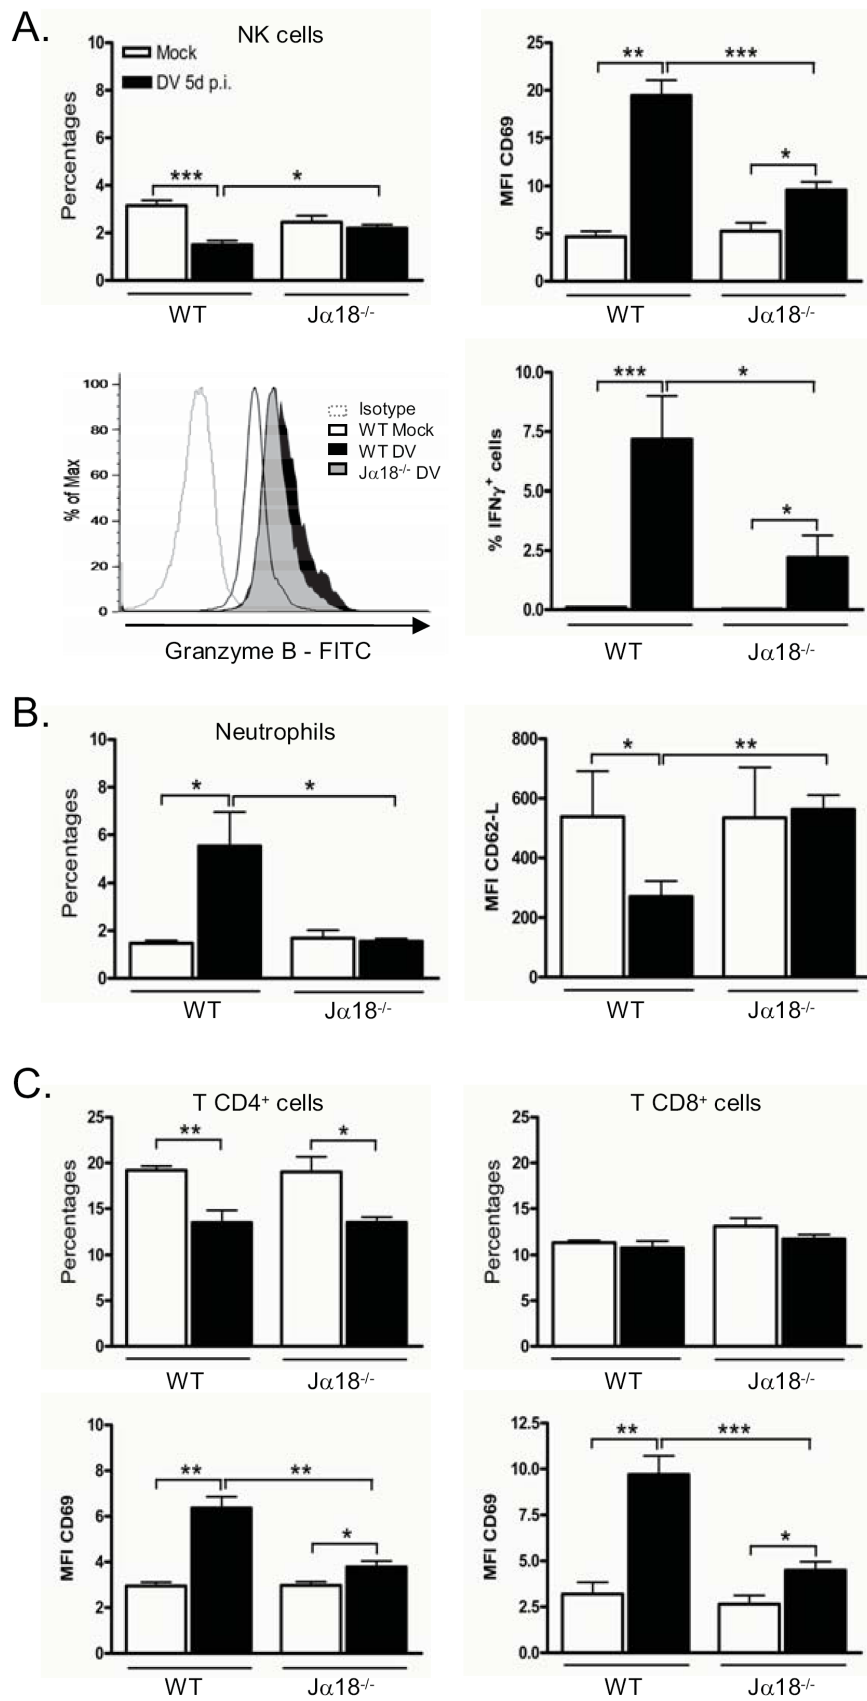 A.
NK cells
Mock
DV 5d p.i.
Percentages
10
8
6
4
2
0
***
*
WT
Jα18-/-
MFI CD69
25
20
15
10
5
0
**
***
*
WT
Jα18-/-
% of Max
100
80
60
40
20
0
Isotype
WT Mock
WT DV
Jα18-/- DV
Granzyme B - FITC
% IFNγ+ cells
10.0
7.5
5.0
2.5
0.0
***
*
*
WT
Jα18-/-
B.
Neutrophils
Percentages
10
8
6
4
2
0
*
*
WT
Jα18-/-
MFI CD62-L
800
600
400
200
0
*
**
WT
Jα18-/-
C.
T CD4+ cells
Percentages
25
20
15
10
5
0
**
*
WT
Jα18-/-
T CD8+ cells
Percentages
25
20
15
10
5
0
WT
Jα18-/-
MFI CD69
10
8
6
4
2
0
**
**
*
WT
Jα18-/-
MFI CD69
12.5
10.0
7.5
5.0
2.5
0.0
**
***
*
WT
Jα18-/-